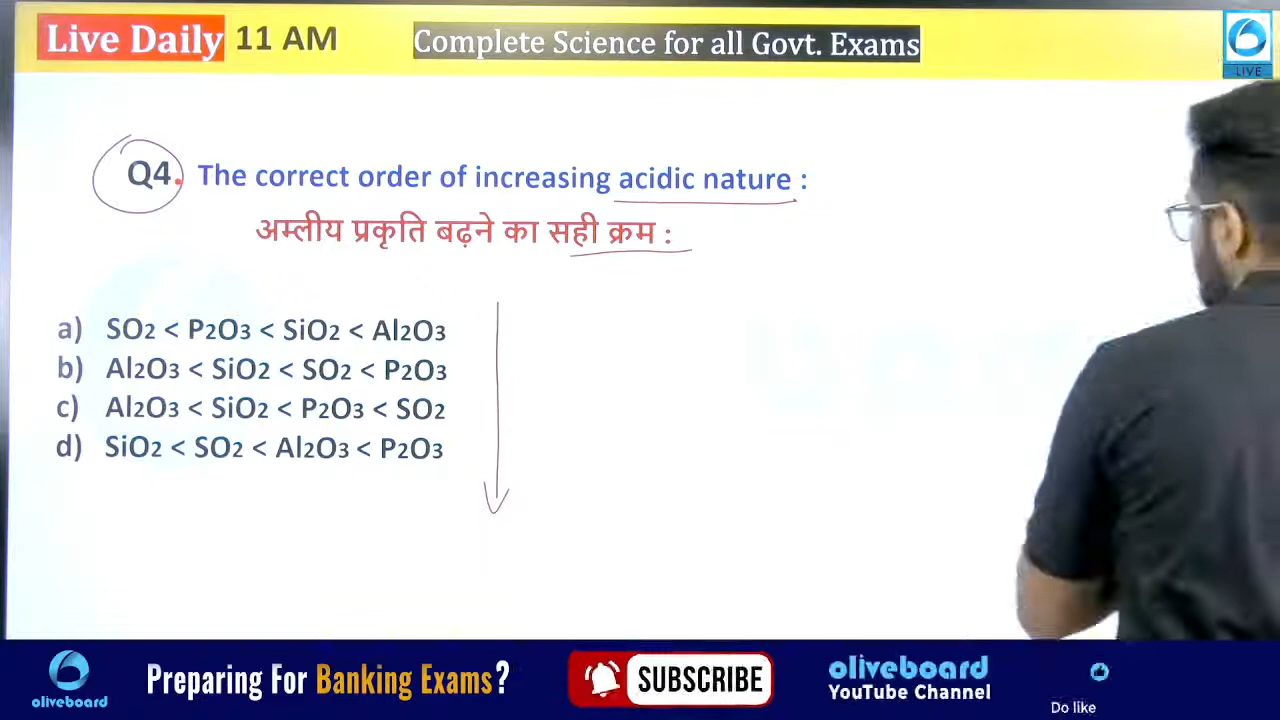 Live Daily 11 AM
Complete Science for all Govt. Exams
LIVE
Q4. The correct order of increasing acidic nature :
अम्लीय प्रकृति बढ़ने का सही क्रम :
a) SO2 < P2O3 < SiO2 < Al2O3
b) Al2O3 < SiO2 < SO2 < P2O3
c) Al2O3 < SiO2 < P2O3 < SO2
d) SiO2 < SO2 < Al2O3 < P2O3
oliveboard
Preparing For Banking Exams?
SUBSCRIBE
oliveboard
YouTube Channel
Do like